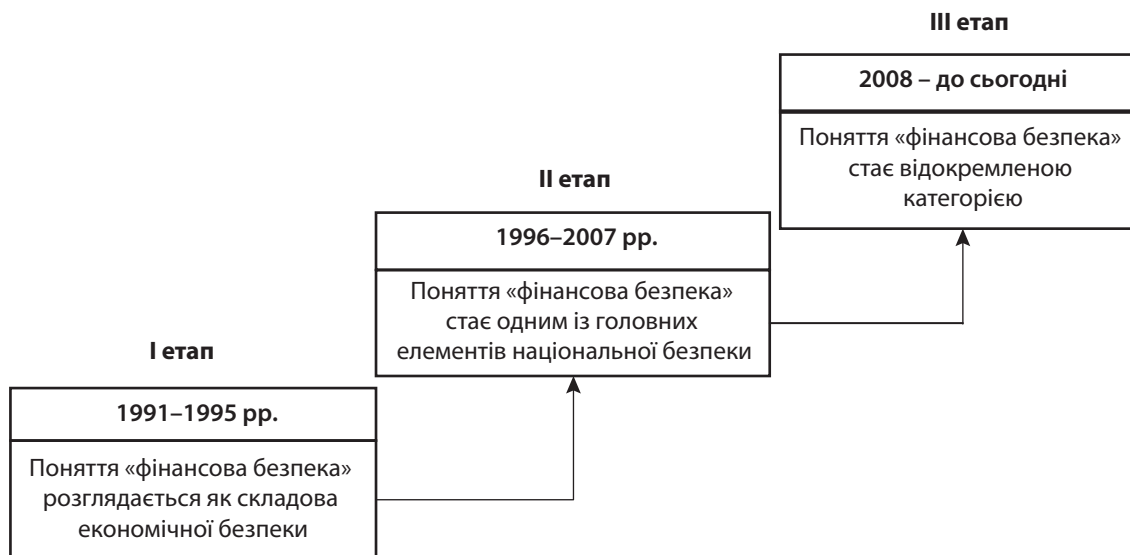 III етап
2008 – до сьогодні
Поняття «фінансова безпека»
стає відокремленою
категорією
II етап
1996–2007 рр.
Поняття «фінансова безпека»
стає одним із головних
елементів національної безпеки
I етап
1991–1995 рр.
Поняття «фінансова безпека»
розглядається як складова
економічної безпеки